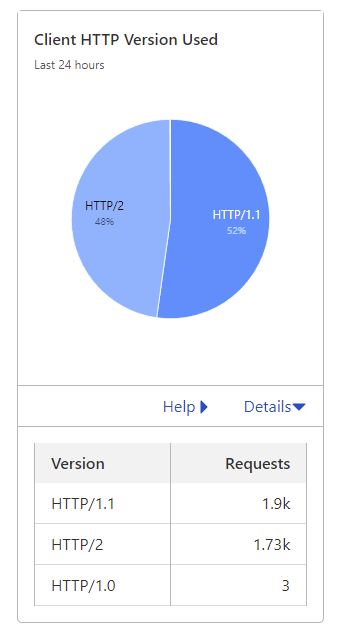 Client HTTP Version Used
Last 24 hours
HTTP/2
48%
HTTP/1.1
52%
Help
Details
Version Requests
HTTP/1.1 1.9k
HTTP/2 1.73k
HTTP/1.0 3